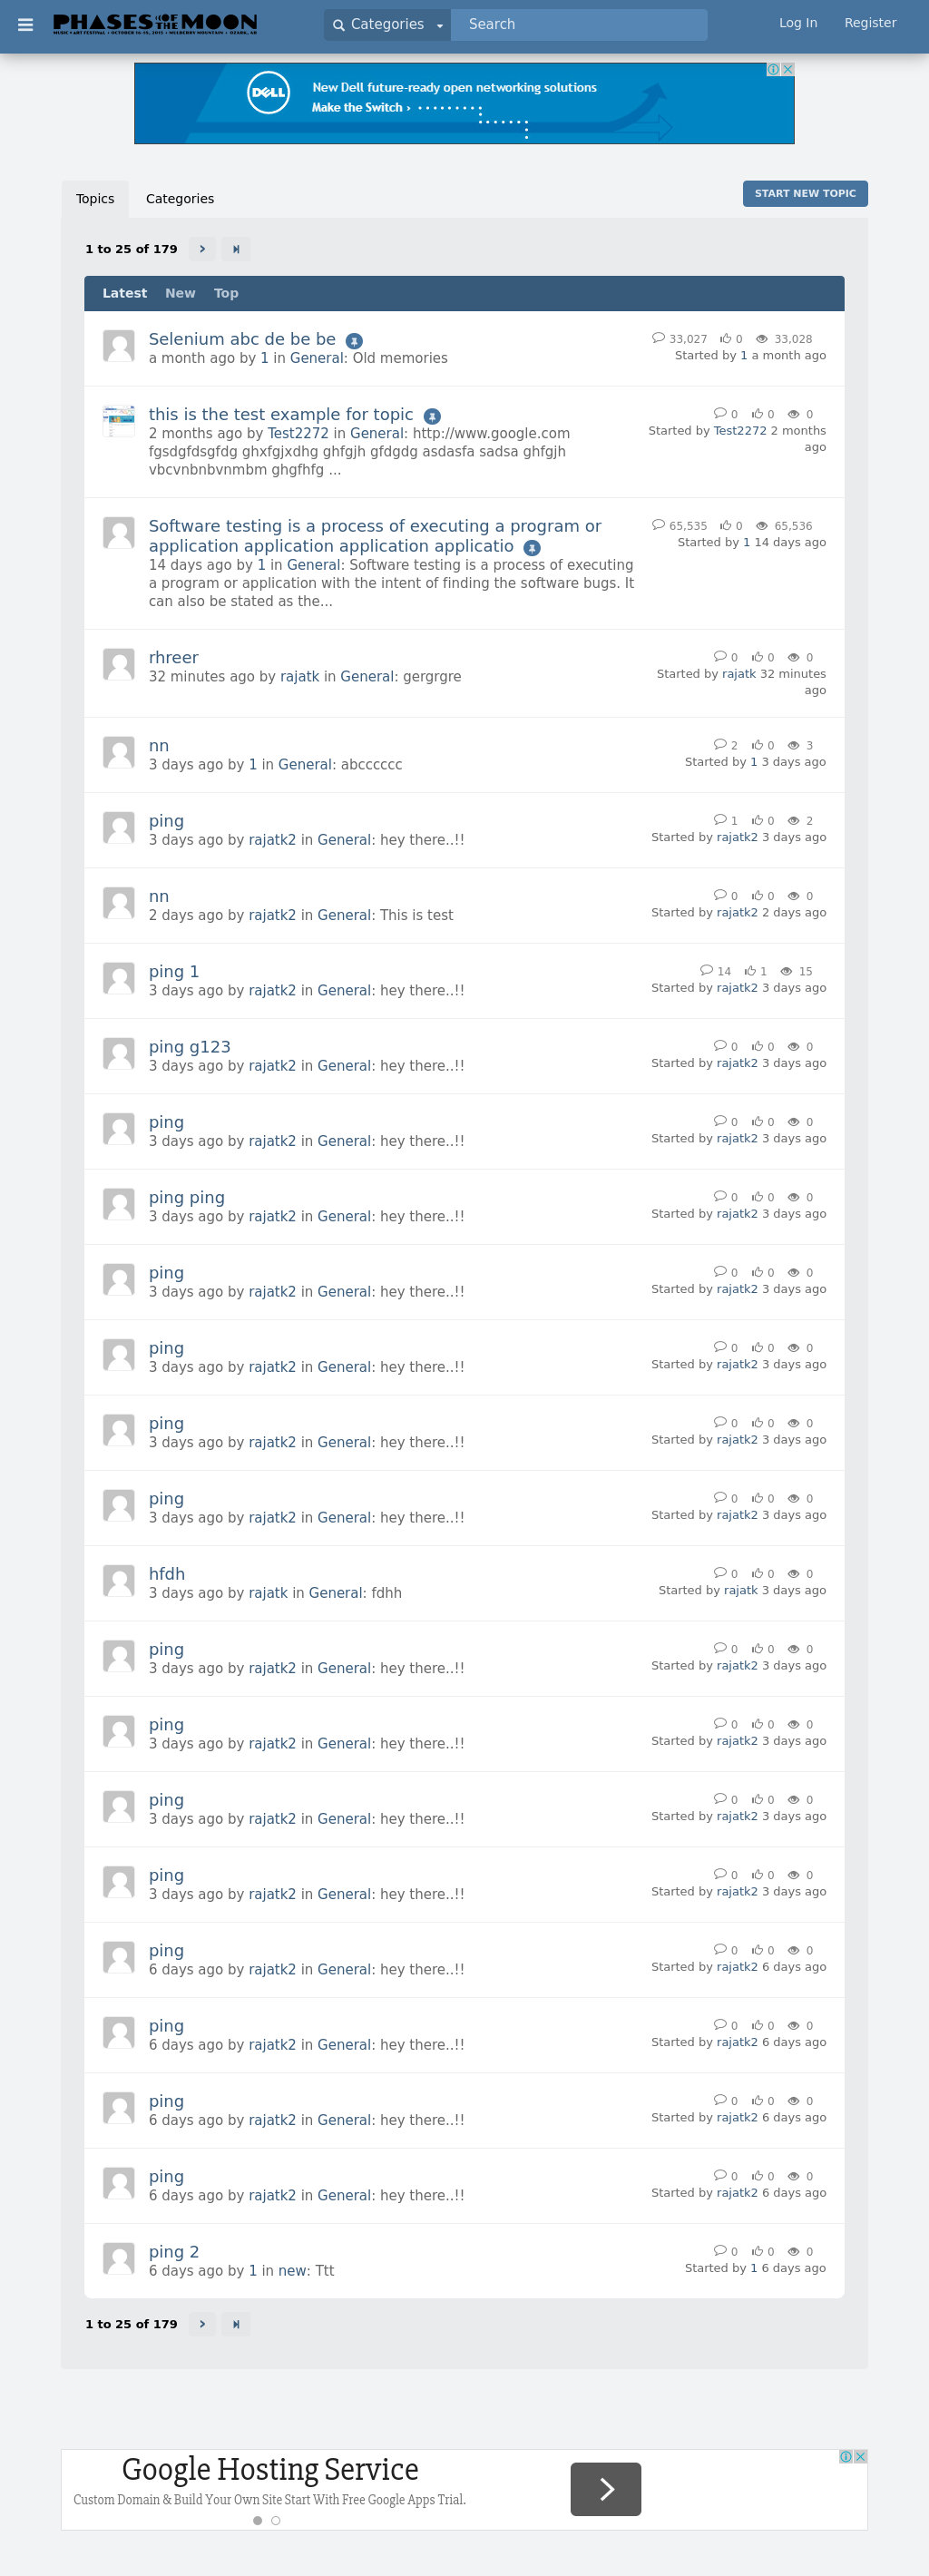 PHASES OF THE MOON
MUSIC + ART FESTIVAL
Categories
Search
Log In
Register
DELL
New Dell future-ready open networking solutions
Make the Switch ›
Topics
Categories
START NEW TOPIC
1 to 25 of 179
Latest New Top
Selenium abc de be be
33,027 0 33,028
a month ago by 1 in General: Old memories
Started by 1 a month ago
this is the test example for topic
0 0 0
2 months ago by Test2272 in General: http://www.google.com
fgsdgfdsgfdg ghxfgjxdhg ghfgjh gfdgdg asdasfa sadsa ghfgjh
vbcvnbnbvnmbm ghgfhfg ...
Started by Test2272 2 months
ago
Software testing is a process of executing a program or
application application application applicatio
65,535 0 65,536
Started by 1 14 days ago
14 days ago by 1 in General: Software testing is a process of executing
a program or application with the intent of finding the software bugs. It
can also be stated as the...
rhreer
0 0 0
32 minutes ago by rajatk in General: gergrgre
Started by rajatk 32 minutes
ago
nn
2 0 3
3 days ago by 1 in General: abcccccc
Started by 1 3 days ago
ping
1 0 2
3 days ago by rajatk2 in General: hey there..!!
Started by rajatk2 3 days ago
nn
0 0 0
2 days ago by rajatk2 in General: This is test
Started by rajatk2 2 days ago
ping 1
14 1 15
3 days ago by rajatk2 in General: hey there..!!
Started by rajatk2 3 days ago
ping g123
0 0 0
3 days ago by rajatk2 in General: hey there..!!
Started by rajatk2 3 days ago
ping
0 0 0
3 days ago by rajatk2 in General: hey there..!!
Started by rajatk2 3 days ago
ping ping
0 0 0
3 days ago by rajatk2 in General: hey there..!!
Started by rajatk2 3 days ago
ping
0 0 0
3 days ago by rajatk2 in General: hey there..!!
Started by rajatk2 3 days ago
ping
0 0 0
3 days ago by rajatk2 in General: hey there..!!
Started by rajatk2 3 days ago
ping
0 0 0
3 days ago by rajatk2 in General: hey there..!!
Started by rajatk2 3 days ago
ping
0 0 0
3 days ago by rajatk2 in General: hey there..!!
Started by rajatk2 3 days ago
hfdh
0 0 0
3 days ago by rajatk in General: fdhh
Started by rajatk 3 days ago
ping
0 0 0
3 days ago by rajatk2 in General: hey there..!!
Started by rajatk2 3 days ago
ping
0 0 0
3 days ago by rajatk2 in General: hey there..!!
Started by rajatk2 3 days ago
ping
0 0 0
3 days ago by rajatk2 in General: hey there..!!
Started by rajatk2 3 days ago
ping
0 0 0
3 days ago by rajatk2 in General: hey there..!!
Started by rajatk2 3 days ago
ping
0 0 0
6 days ago by rajatk2 in General: hey there..!!
Started by rajatk2 6 days ago
ping
0 0 0
6 days ago by rajatk2 in General: hey there..!!
Started by rajatk2 6 days ago
ping
0 0 0
6 days ago by rajatk2 in General: hey there..!!
Started by rajatk2 6 days ago
ping
0 0 0
6 days ago by rajatk2 in General: hey there..!!
Started by rajatk2 6 days ago
ping 2
0 0 0
6 days ago by 1 in new: Ttt
Started by 1 6 days ago
1 to 25 of 179
Google Hosting Service
Custom Domain & Build Your Own Site Start With Free Google Apps Trial.